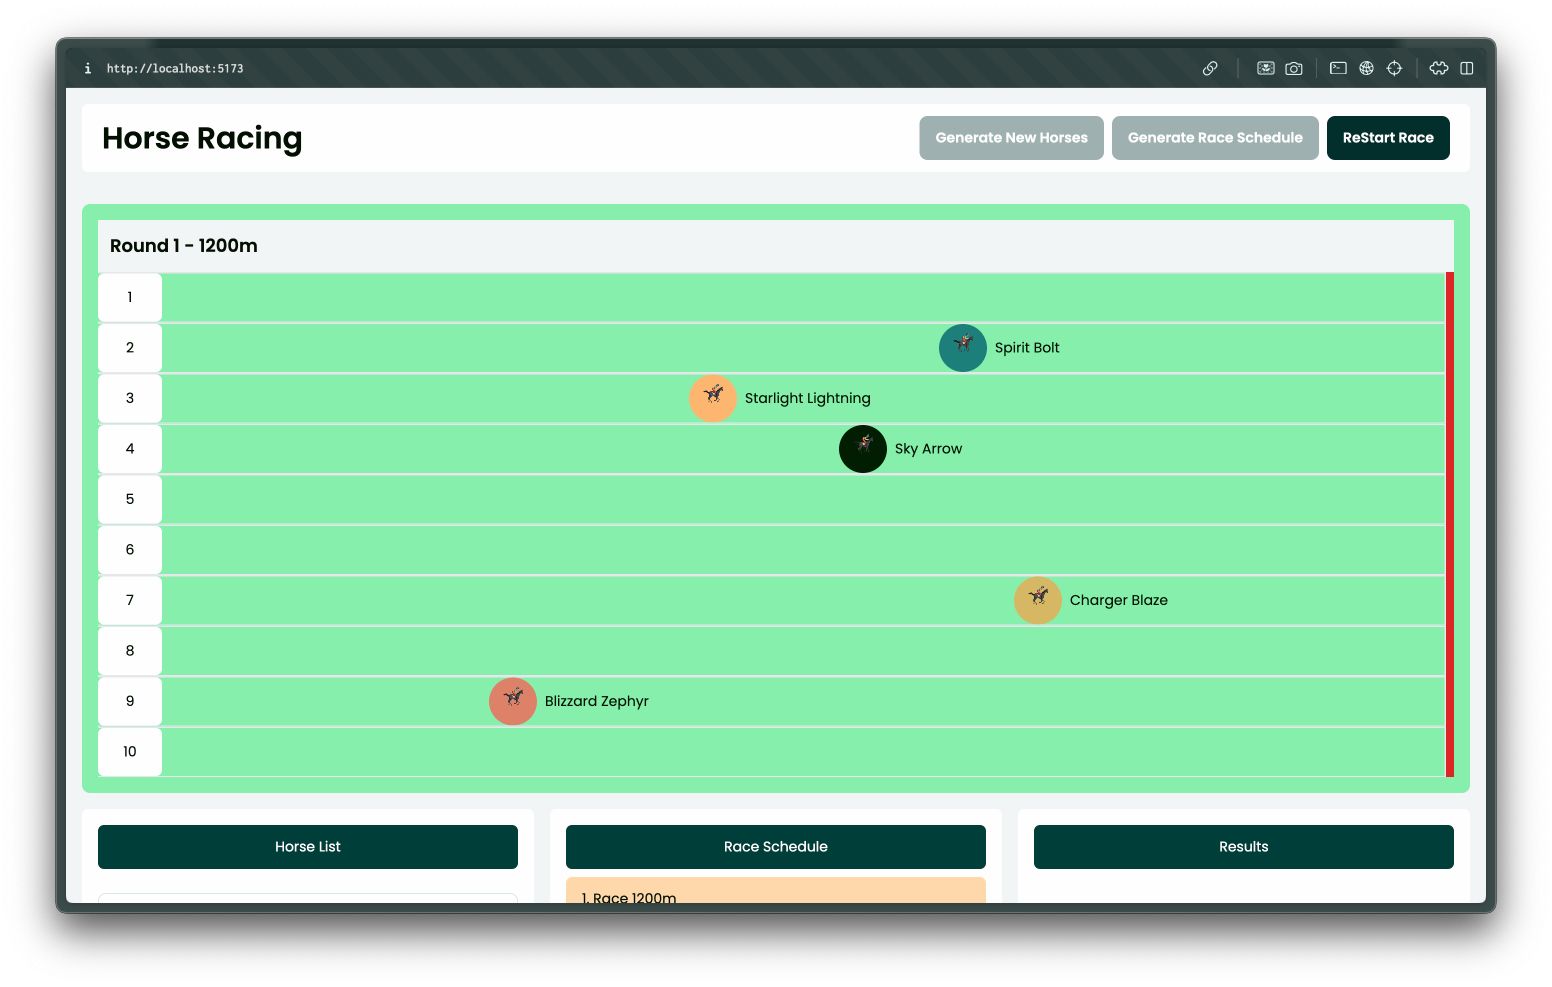 i http://localhost:5173
Horse Racing
Generate New Horses
Generate Race Schedule
ReStart Race
Round 1 - 1200m
1
2
Spirit Bolt
3
Starlight Lightning
4
Sky Arrow
5
6
7
Charger Blaze
8
9
Blizzard Zephyr
10
Horse List
Race Schedule
Results
1. Race 1200m